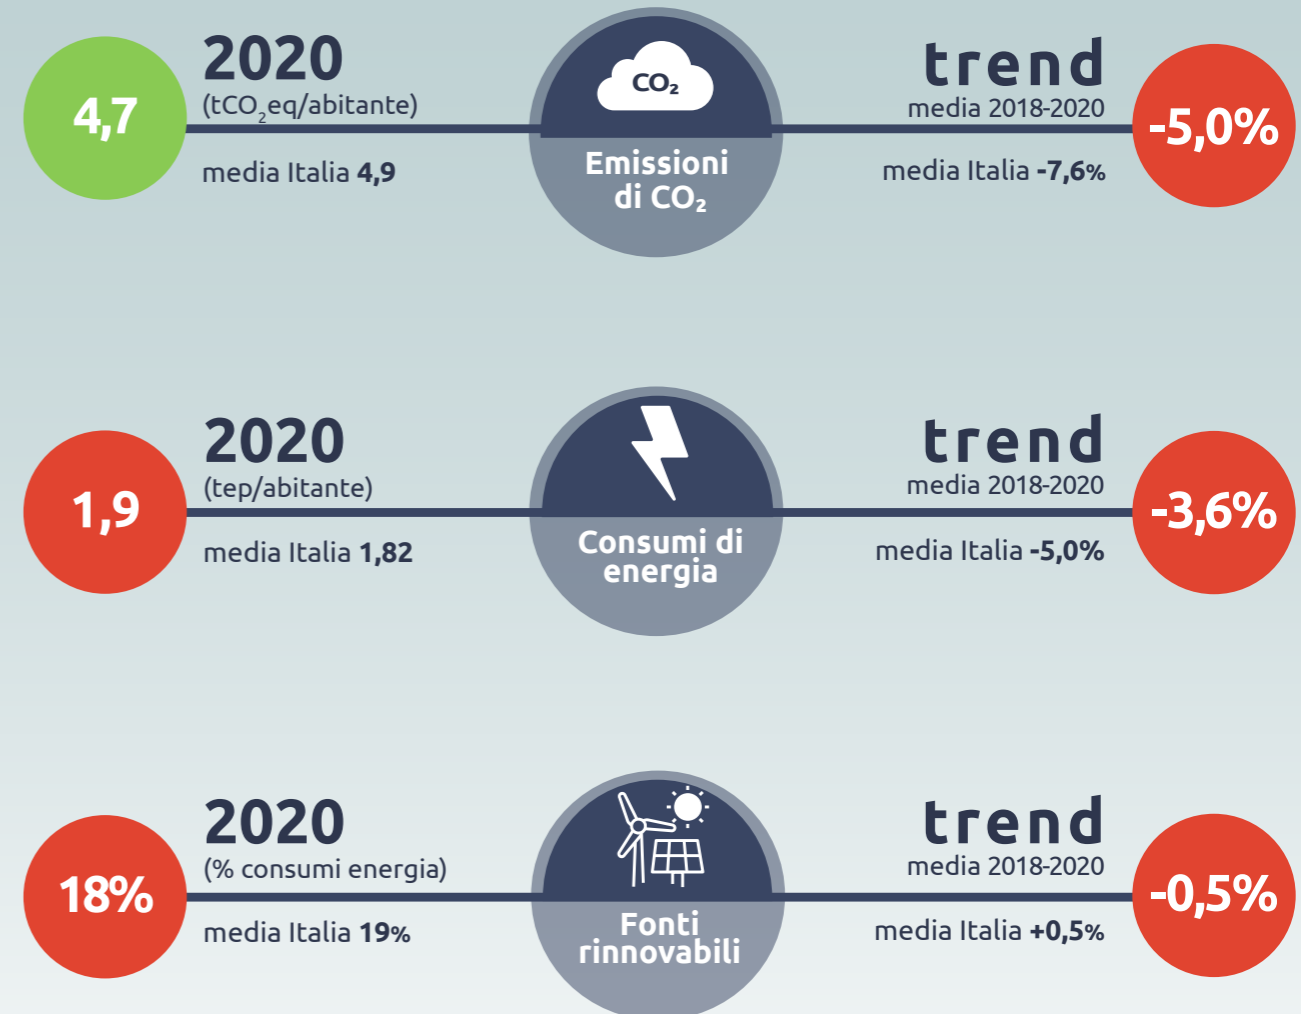 4,7
2020
(tCO₂eq/abitante)
media Italia 4,9
CO₂
Emissioni
di CO₂
trend
media 2018-2020
media Italia -7,6%
-5,0%
1,9
2020
(tep/abitante)
media Italia 1,82
Consumi di
energia
trend
media 2018-2020
media Italia -5,0%
-3,6%
18%
2020
(% consumi energia)
media Italia 19%
Fonti
rinnovabili
trend
media 2018-2020
media Italia +0,5%
-0,5%